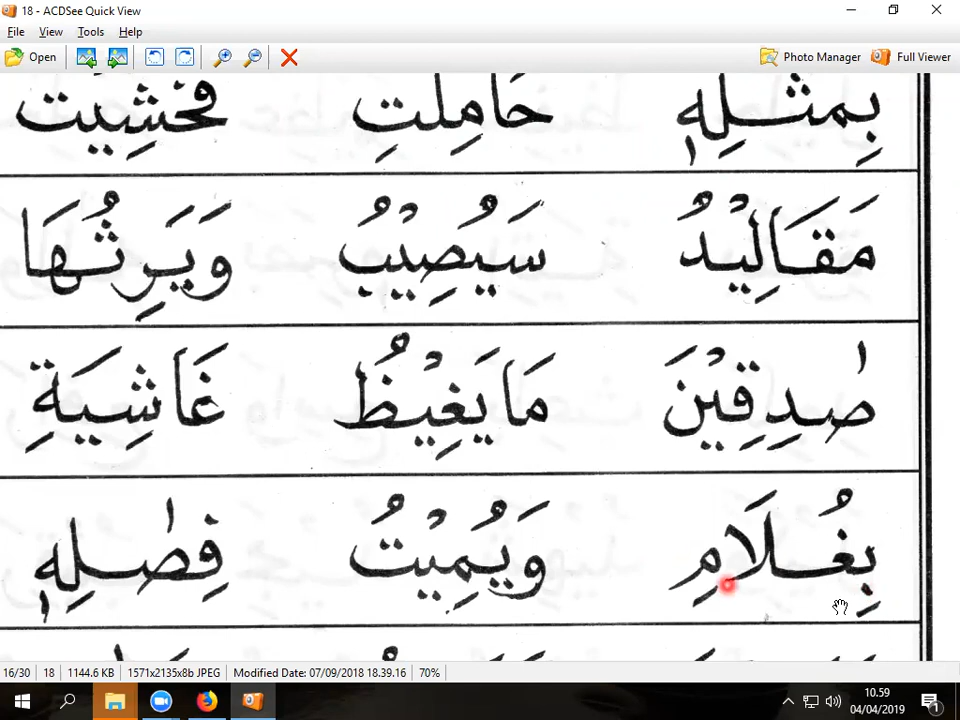 18 - ACDSee Quick View
File View Tools Help
Open Photo Manager Full Viewer
بِمِثْلِهٖ حَامِلَتِ
مَقَالِيْدُ سَيُصِيْبُ وَيَرِثُهَا
صٰدِقِيْنَ مَا يَغِيْظُ غَاشِيَةِ
بِغُلَامِ وَيُمِيْتُ فِصٰلِهٖ
16/30 18 1144.6 KB 1571x2135x8b JPEG Modified Date: 07/09/2018 18.39.16 70%
10.59
04/04/2019
1